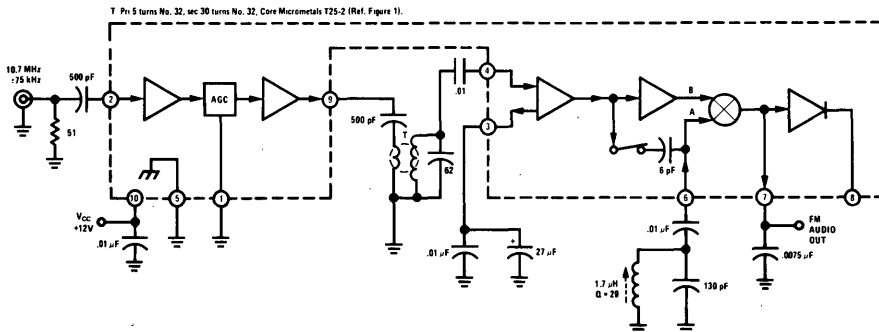 T Pri 5 turns No. 32, sec 30 turns No. 32, Core Micrometals T25-2 (Ref. Figure 1).
10.7 MHz
±75 kHz
500 pF
51
2
AGC
9
500 pF
T
62
.01
4
3
B
A
6 pF
10
5
1
VCC
+12V
.01 µF
.01 µF
+
27 µF
6
7
8
.01 µF
1.7 µH
Q = 29
130 pF
FM
AUDIO
OUT
.0075 µF